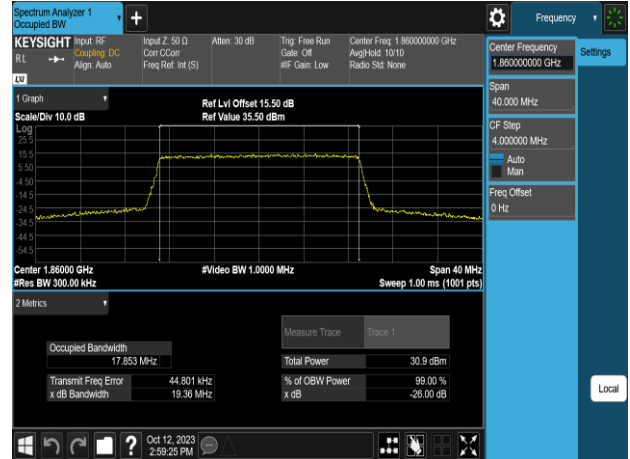 Spectrum Analyzer 1
Occupied BW
+
Frequency
KEYSIGHT
RL
LXI
Input: RF
Coupling: DC
Align: Auto
Input Z: 50 Ω
Corr CCorr
Freq Ref: Int (S)
Atten: 30 dB
Trig: Free Run
Gate: Off
#IF Gain: Low
Center Freq: 1.860000000 GHz
Avg|Hold: 10/10
Radio Std: None
Center Frequency
1.860000000 GHz
Settings
Span
40.000 MHz
CF Step
4.000000 MHz
Auto
Man
Freq Offset
0 Hz
Local
1 Graph
Scale/Div 10.0 dB
Ref Lvl Offset 15.50 dB
Ref Value 35.50 dBm
Log
25.5
15.5
5.50
-4.50
-14.5
-24.5
-34.5
-44.5
-54.5
Center 1.86000 GHz
#Video BW 1.0000 MHz
Span 40 MHz
#Res BW 300.00 kHz
Sweep 1.00 ms (1001 pts)
2 Metrics
Measure Trace
Trace 1
Occupied Bandwidth
17.853 MHz
Total Power
30.9 dBm
Transmit Freq Error
44.801 kHz
% of OBW Power
99.00 %
x dB Bandwidth
19.36 MHz
x dB
-26.00 dB
?
Oct 12, 2023
2:59:25 PM